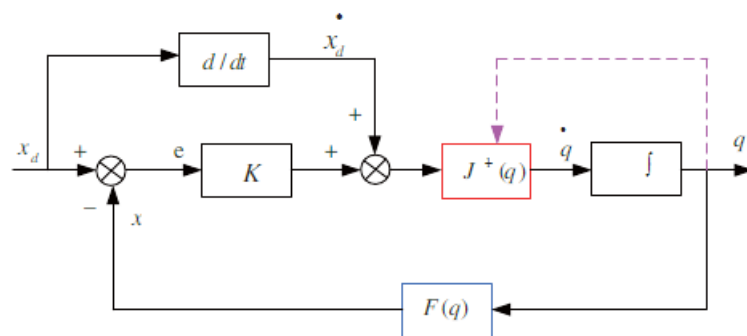 d/dt
ẋ_d
+
x_d
+
e
K
+
J⁺(q)
q̇
∫
q
−
x
F(q)